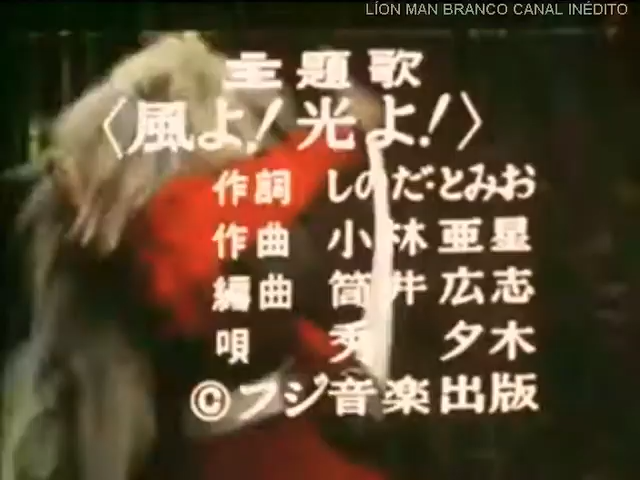 LÍON MAN BRANCO CANAL INÉDITO
主題歌
〈風よ!光よ!〉
作詞 しのだ・とみお
作曲 小林亜星
編曲 筒井広志
唄 秀 夕木
©フジ音楽出版